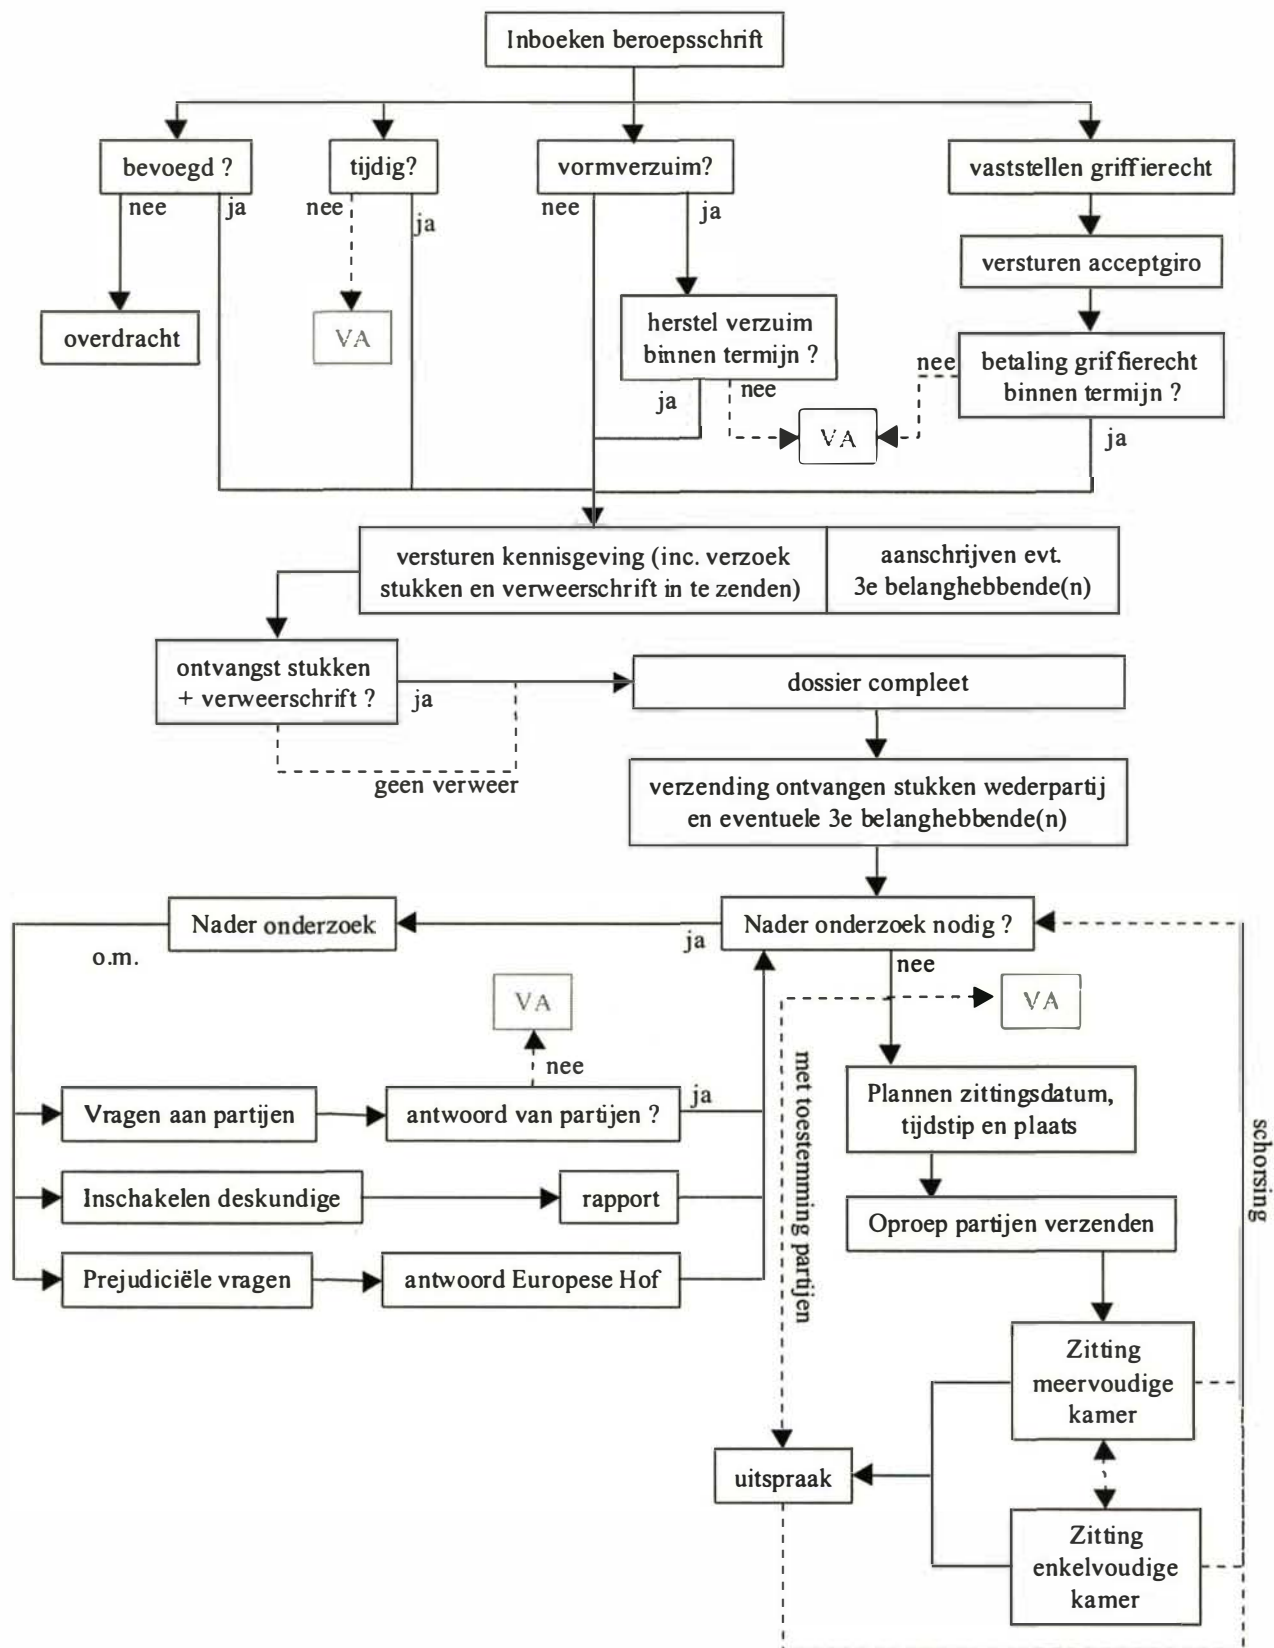 Inboeken beroepsschrift
bevoegd ?
tijdig?
vormverzuim?
vaststellen griffierecht
nee
ja
nee
ja
nee
ja
versturen acceptgiro
overdracht
VA
herstel verzuim
binnen termijn ?
nee
betaling griffierecht
binnen termijn ?
ja
nee
VA
ja
versturen kennisgeving (inc. verzoek
stukken en verweerschrift in te zenden)
aanschrijven evt.
3e belanghebbende(n)
ontvangst stukken
+ verweerschrift ?
ja
dossier compleet
geen verweer
verzending ontvangen stukken wederpartij
en eventuele 3e belanghebbende(n)
Nader onderzoek
ja
Nader onderzoek nodig ?
o.m.
nee
VA
VA
nee
met toestemming partijen
Vragen aan partijen
antwoord van partijen ?
ja
Plannen zittingsdatum,
tijdstip en plaats
schorsing
Inschakelen deskundige
rapport
Oproep partijen verzenden
Prejudiciële vragen
antwoord Europese Hof
Zitting
meervoudige
kamer
uitspraak
Zitting
enkelvoudige
kamer